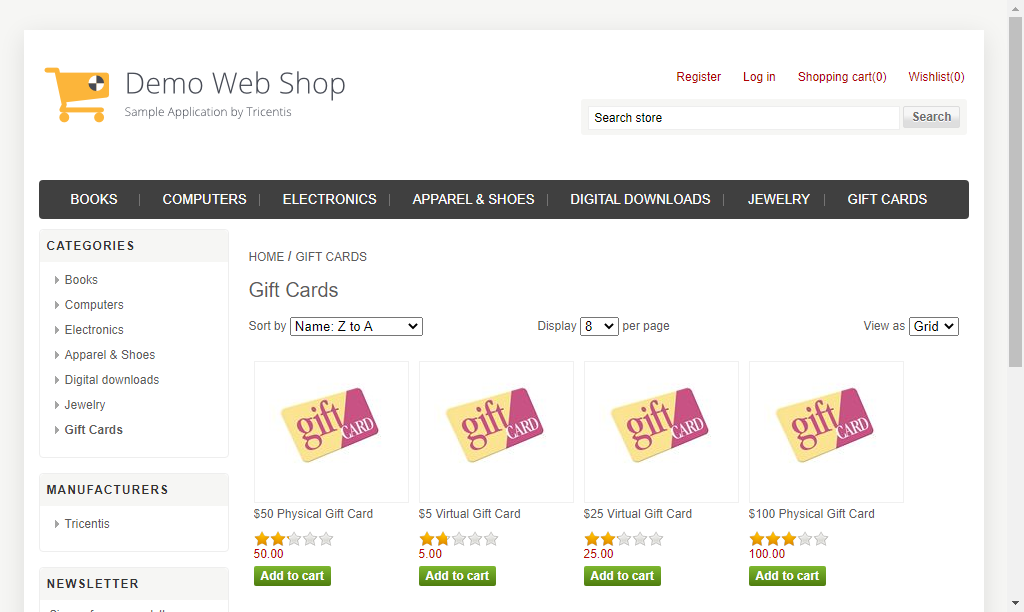 Demo Web Shop
Sample Application by Tricentis
Register Log in Shopping cart(0) Wishlist(0)
Search store Search
BOOKS COMPUTERS ELECTRONICS APPAREL & SHOES DIGITAL DOWNLOADS JEWELRY GIFT CARDS
CATEGORIES
Books
Computers
Electronics
Apparel & Shoes
Digital downloads
Jewelry
Gift Cards
MANUFACTURERS
Tricentis
NEWSLETTER
HOME / GIFT CARDS
Gift Cards
Sort by Name: Z to A Display 8 per page View as Grid
gift CARD gift CARD gift CARD gift CARD
$50 Physical Gift Card $5 Virtual Gift Card $25 Virtual Gift Card $100 Physical Gift Card
50.00 5.00 25.00 100.00
Add to cart Add to cart Add to cart Add to cart